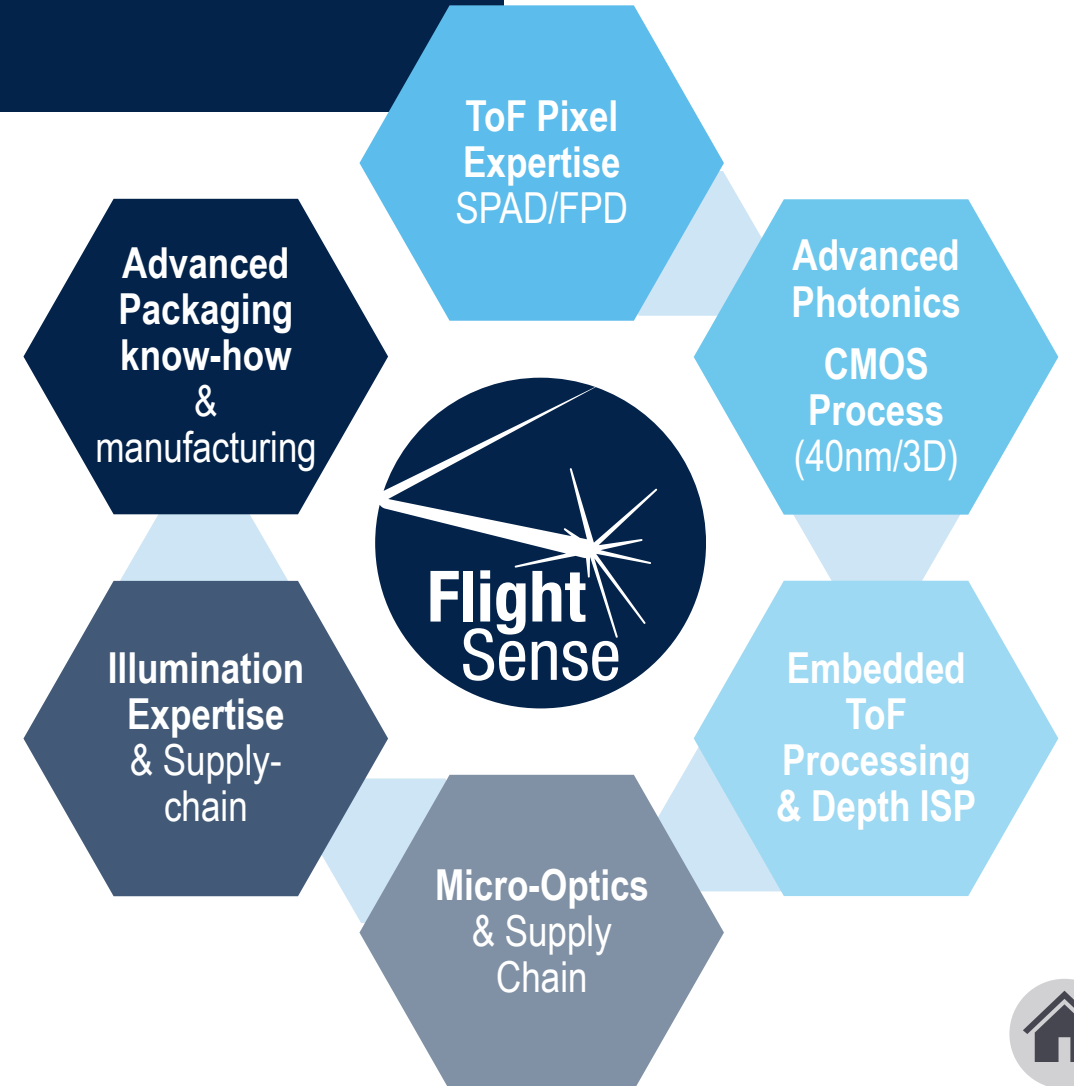 ToF Pixel
Expertise
SPAD/FPD
Advanced
Photonics
CMOS
Process
(40nm/3D)
Embedded
ToF
Processing
& Depth ISP
Micro-Optics
& Supply
Chain
Illumination
Expertise
& Supply-
chain
Advanced
Packaging
know-how
&
manufacturing
Flight
Sense